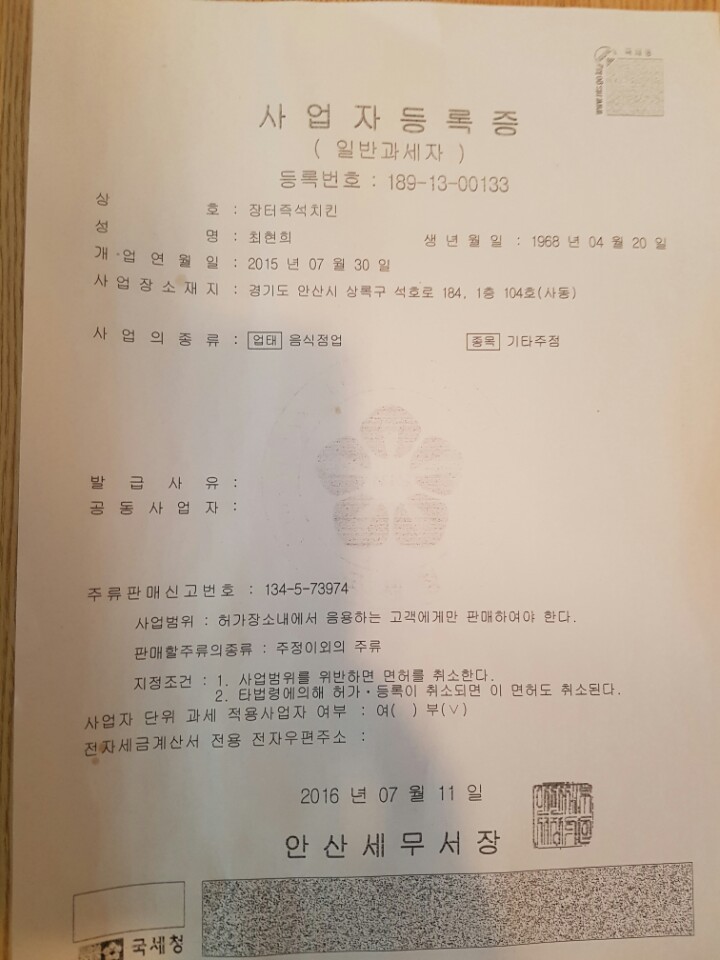 국세청
사업자등록증
( 일반과세자 )
등록번호 : 189-13-00133
상 호 : 장터즉석치킨
성 명 : 최현희 생년월일 : 1968 년 04 월 20 일
개업연월일 : 2015 년 07 월 30 일
사업장소재지 : 경기도 안산시 상록구 석호로 184, 1층 104호(사동)
사업의종류 : 업태 음식점업 종목 기타주점
발급사유 :
공동사업자 :
주류판매신고번호 : 134-5-73974
사업범위 : 허가장소내에서 음용하는 고객에게만 판매하여야 한다.
판매할주류의종류 : 주정이외의 주류
지정조건 : 1. 사업범위를 위반하면 면허를 취소한다.
2. 타법령에의해 허가·등록이 취소되면 이 면허도 취소된다.
사업자 단위 과세 적용사업자 여부 : 여( ) 부(∨)
전자세금계산서 전용 전자우편주소 :
2016 년 07 월 11 일
안산세무서장
국세청